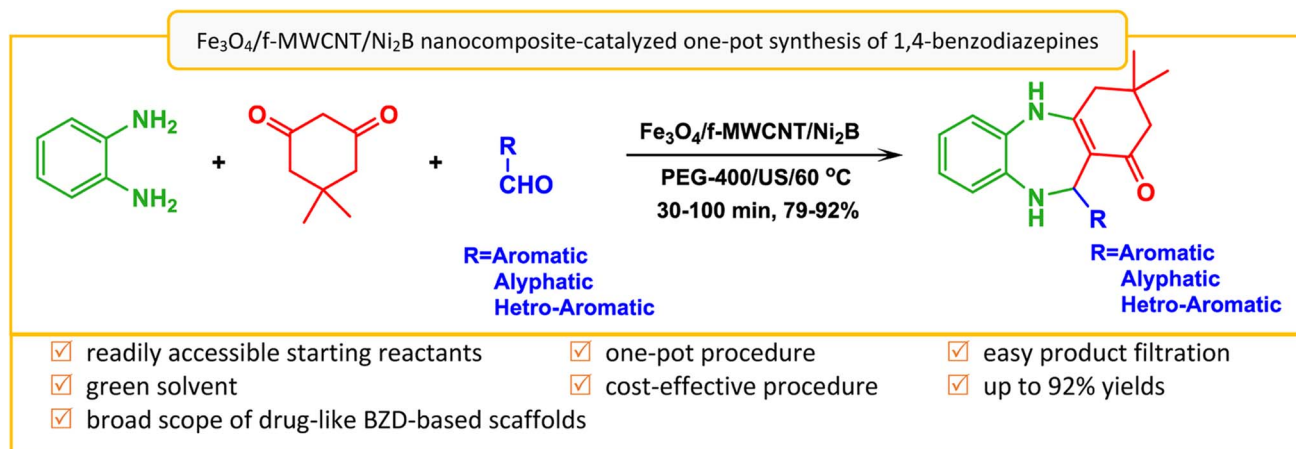 Fe₃O₄/f-MWCNT/Ni₂B nanocomposite-catalyzed one-pot synthesis of 1,4-benzodiazepines
NH₂
NH₂
+
O
O
+
R
CHO
R=Aromatic
Alyphatic
Hetro-Aromatic
Fe₃O₄/f-MWCNT/Ni₂B
PEG-400/US/60 °C
30-100 min, 79-92%
H
N
N
H
O
R
R=Aromatic
Alyphatic
Hetro-Aromatic
☑ readily accessible starting reactants
☑ one-pot procedure
☑ easy product filtration
☑ green solvent
☑ cost-effective procedure
☑ up to 92% yields
☑ broad scope of drug-like BZD-based scaffolds